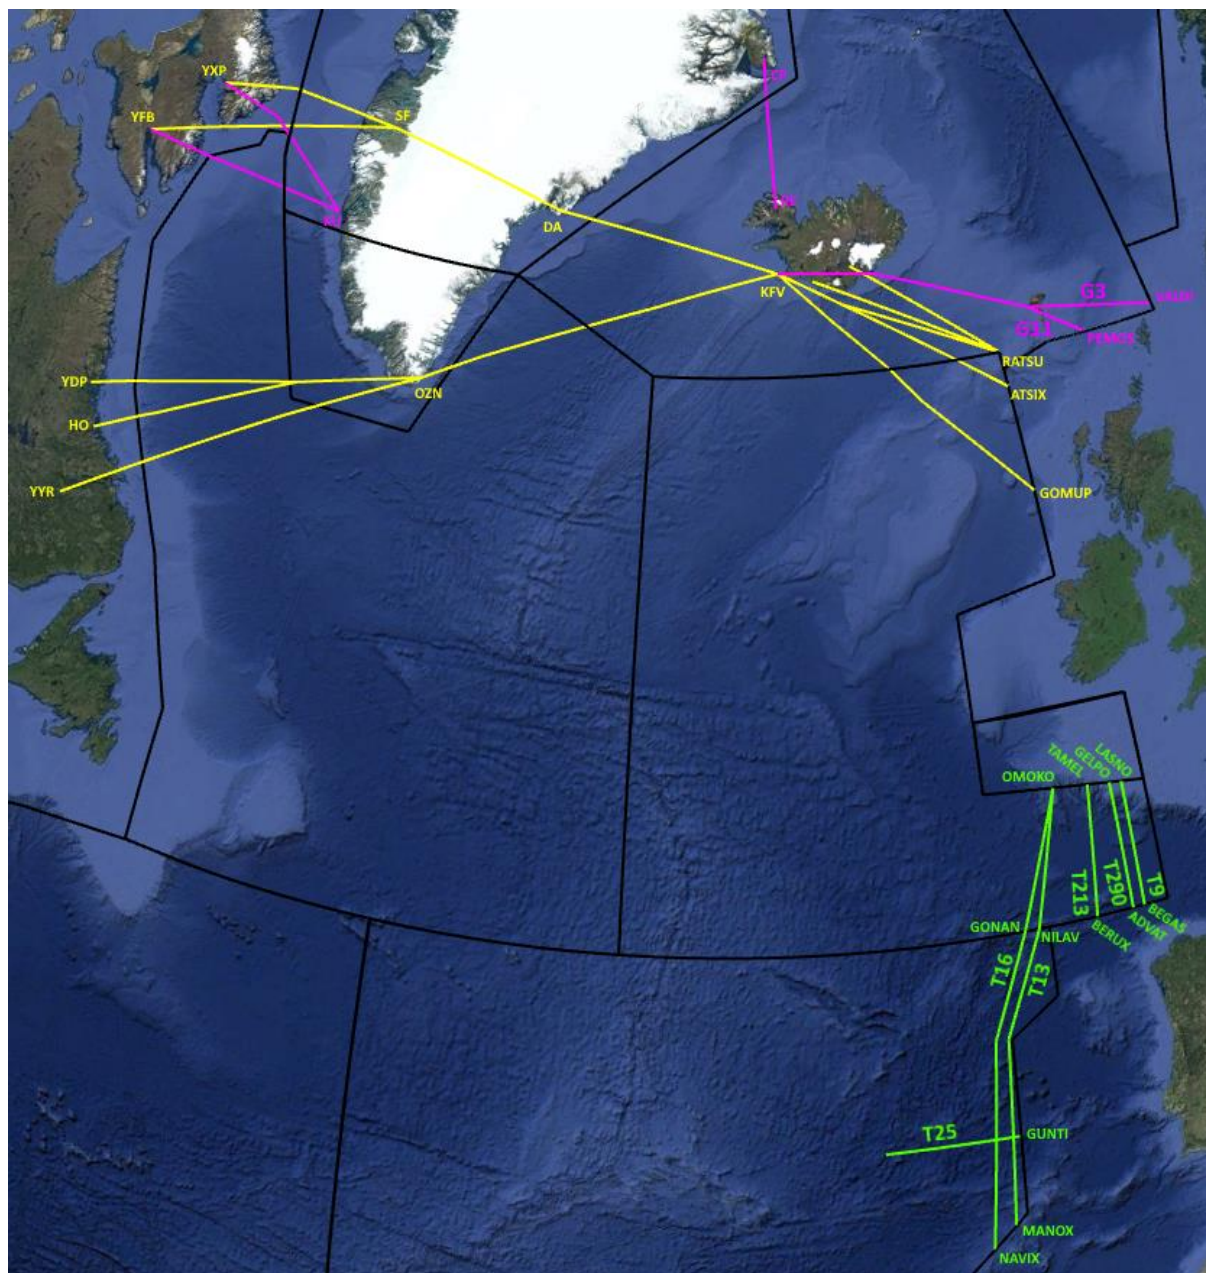 YXP
CP
YFB
SF
DA
KFV
G3
G11
PEMOS
RATSU
YDP
OZN
ATSIX
HO
YYR
GOMUP
LASNO
GELPO
TAMEL
OMOKO
T213
T290
T9
BEGAS
ADVAT
BERUX
GONAN
NILAV
T16
T13
T25
GUNTI
MANOX
NAVIX